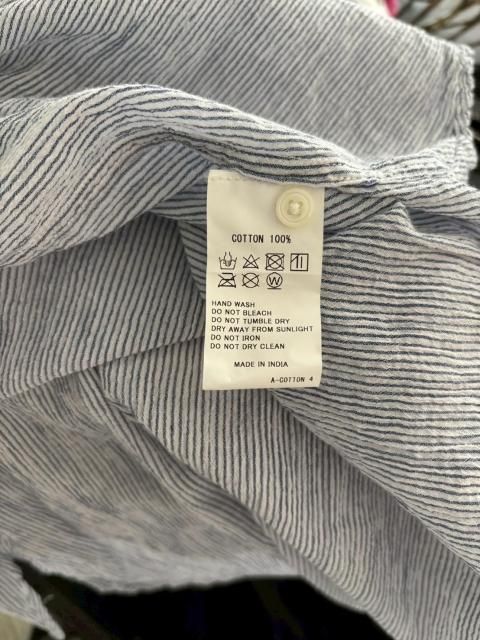 COTTON 100%
HAND WASH
DO NOT BLEACH
DO NOT TUMBLE DRY
DRY AWAY FROM SUNLIGHT
DO NOT IRON
DO NOT DRY CLEAN
MADE IN INDIA
A-COTTON 4